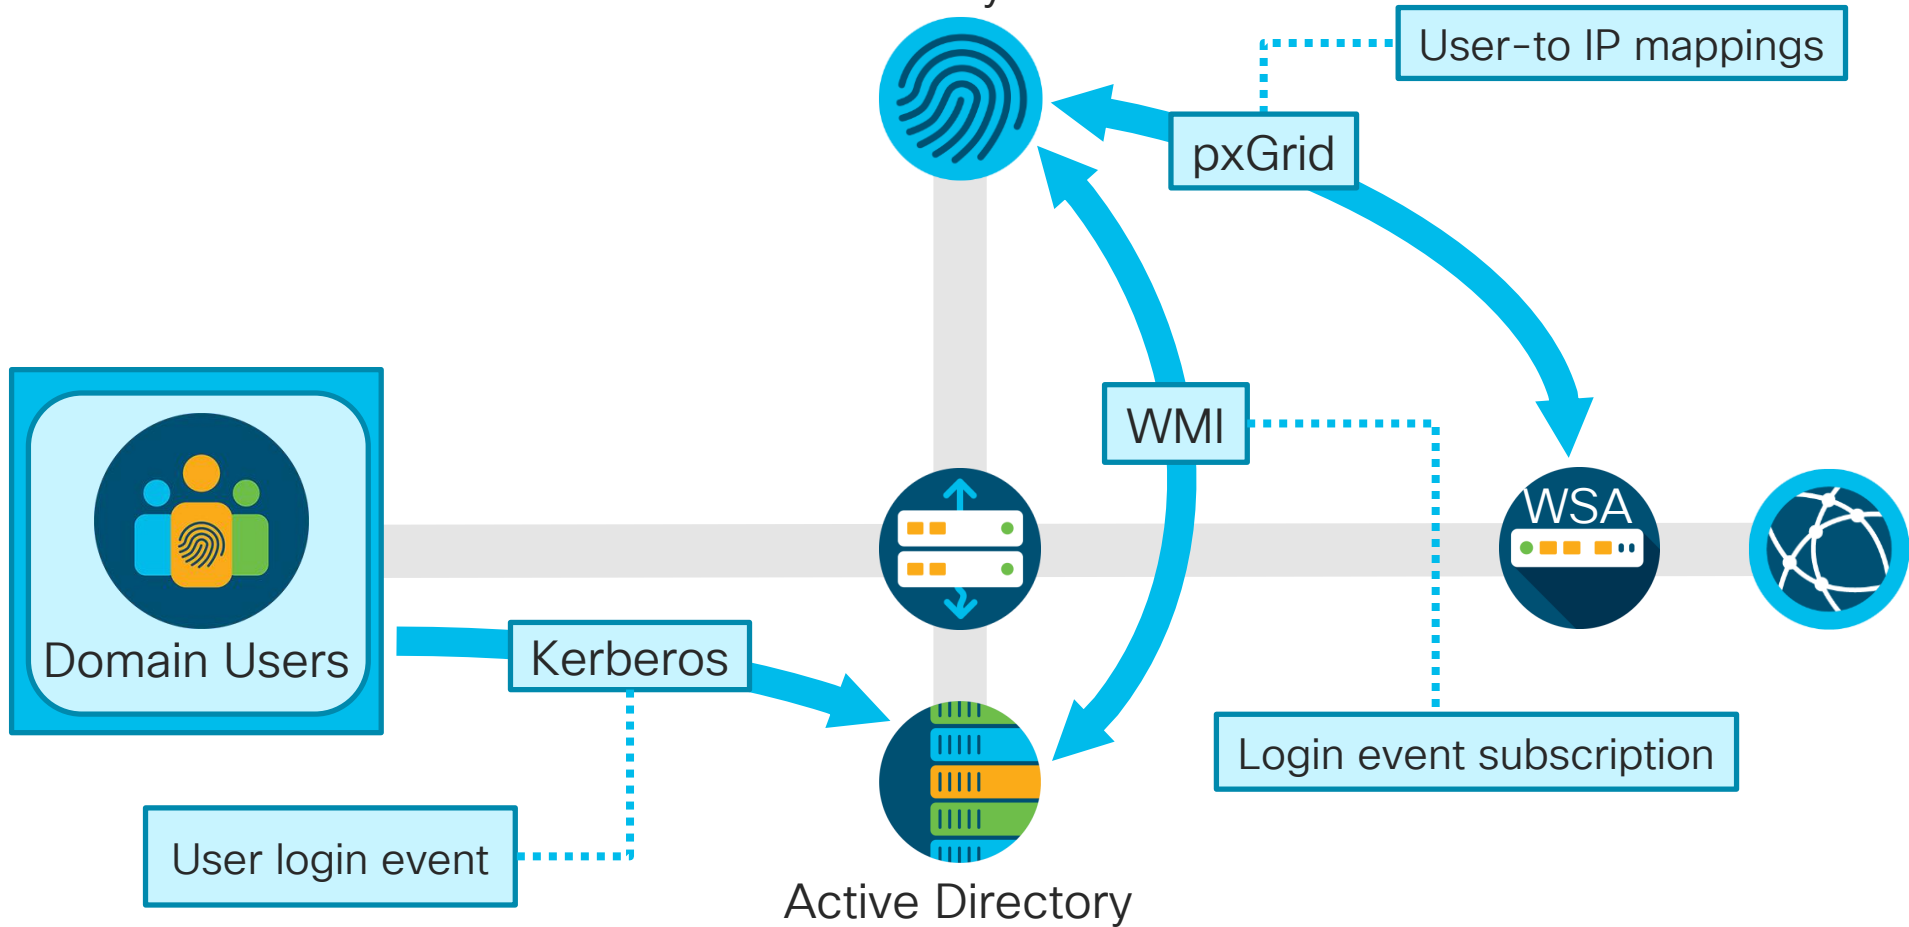 User-to IP mappings
pxGrid
WMI
WSA
Domain Users
Kerberos
Login event subscription
User login event
Active Directory